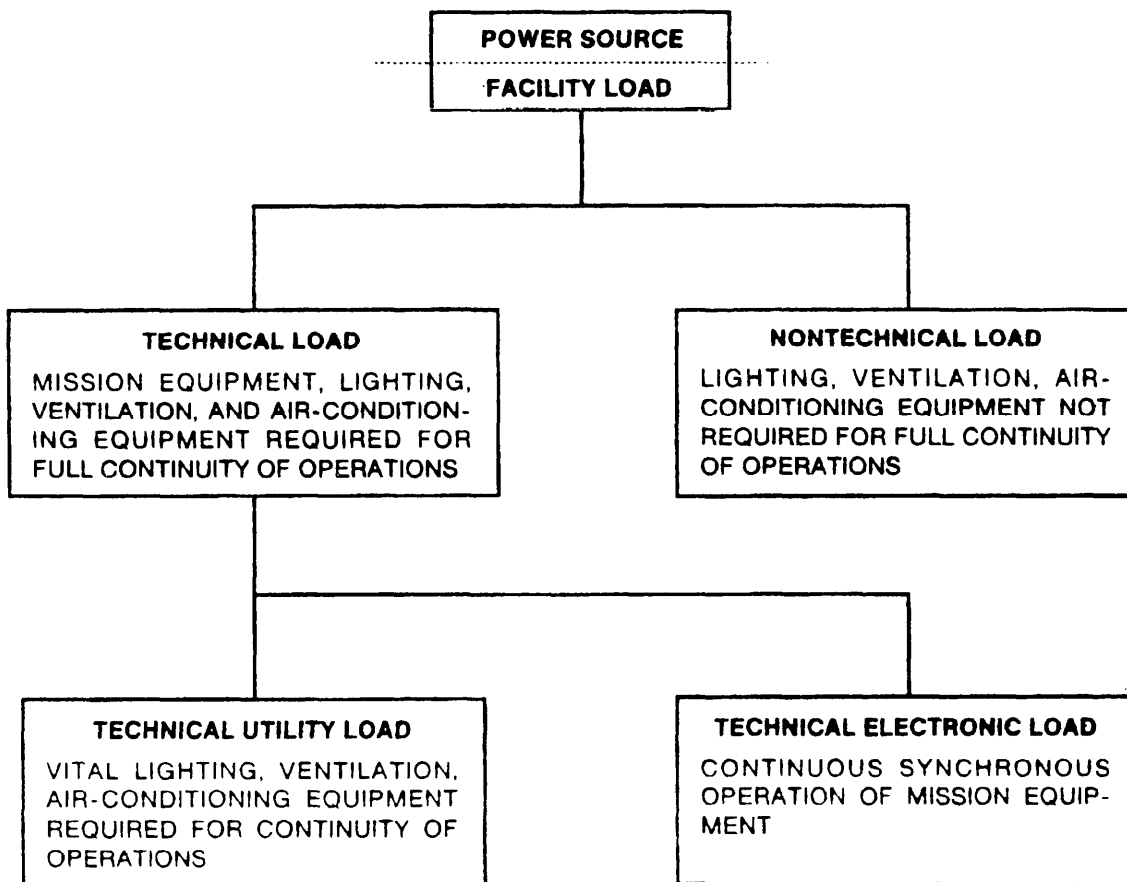 POWER SOURCE
FACILITY LOAD
TECHNICAL LOAD
MISSION EQUIPMENT, LIGHTING,
VENTILATION, AND AIR-CONDITION-
ING EQUIPMENT REQUIRED FOR
FULL CONTINUITY OF OPERATIONS
NONTECHNICAL LOAD
LIGHTING, VENTILATION, AIR-
CONDITIONING EQUIPMENT NOT
REQUIRED FOR FULL CONTINUITY
OF OPERATIONS
TECHNICAL UTILITY LOAD
VITAL LIGHTING, VENTILATION,
AIR-CONDITIONING EQUIPMENT
REQUIRED FOR CONTINUITY OF
OPERATIONS
TECHNICAL ELECTRONIC LOAD
CONTINUOUS SYNCHRONOUS
OPERATION OF MISSION EQUIP-
MENT